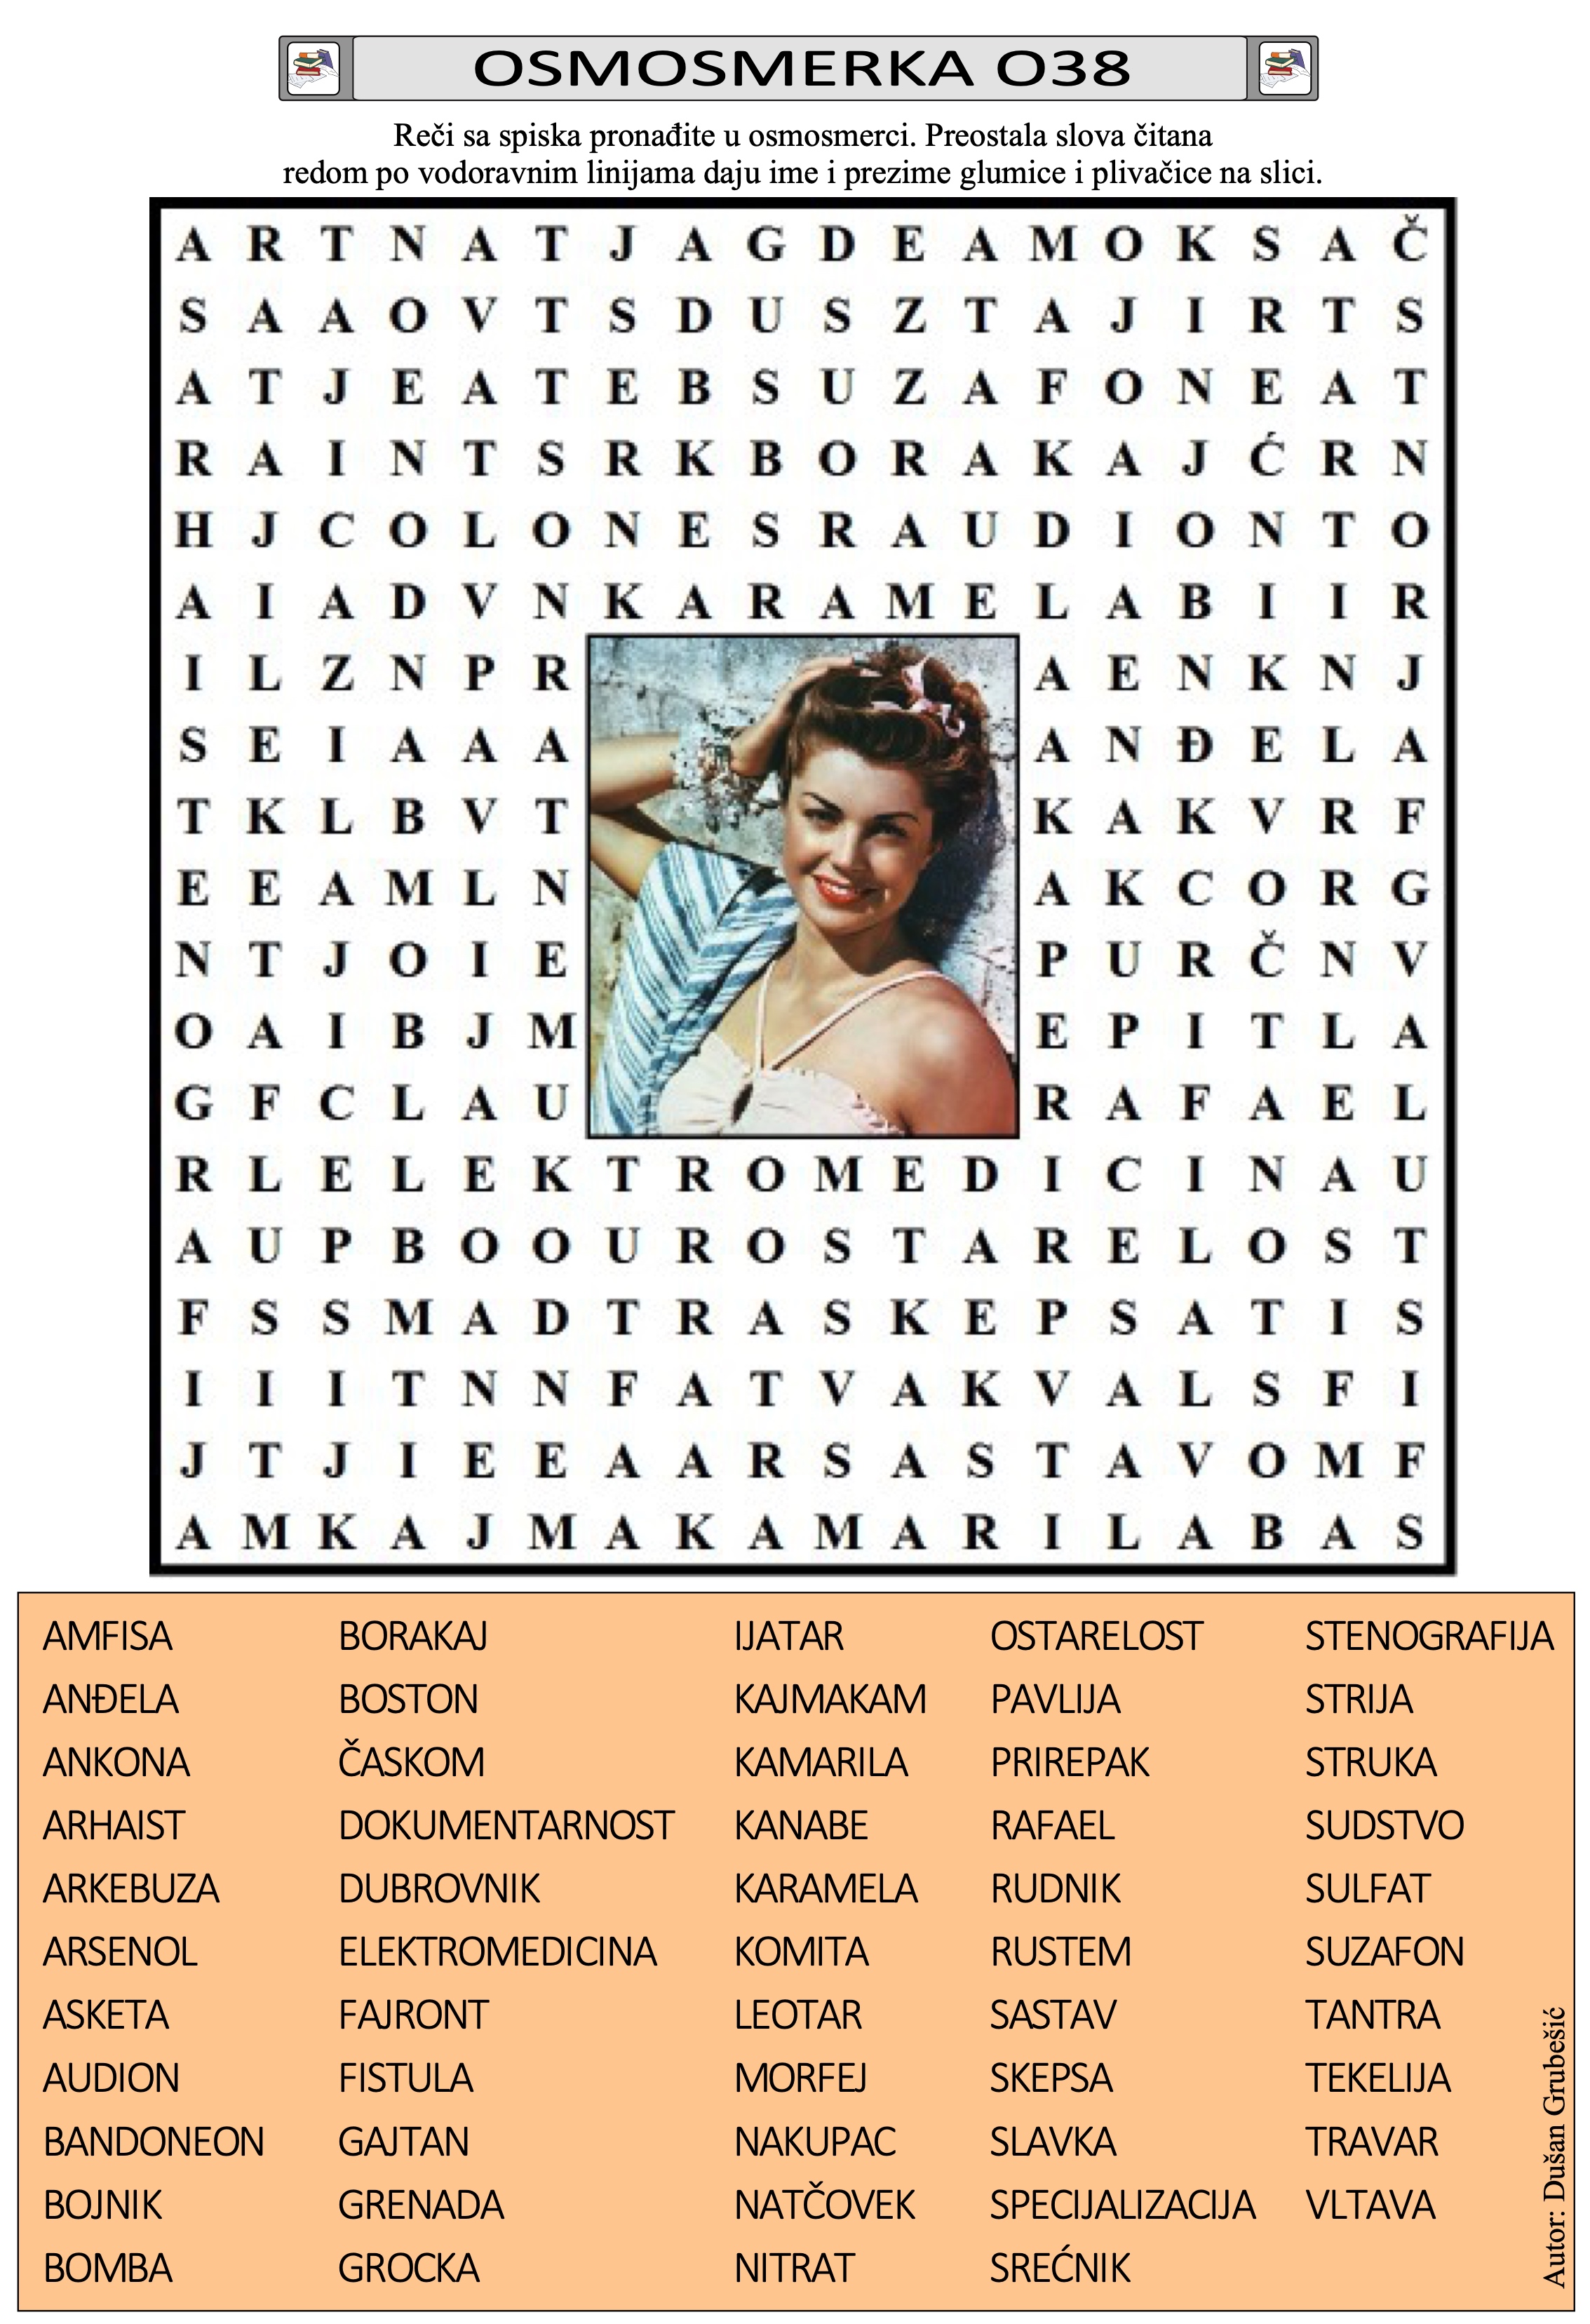 OSMOSMERKA O38
Reči sa spiska pronađite u osmosmerci. Preostala slova čitana
redom po vodoravnim linijama daju ime i prezime glumice i plivačice na slici.
A R T N A T J A G D E A M O K S A Č
S A A O V T S D U S Z T A J I R T S
A T J E A T E B S U Z A F O N E A T
R A I N T S R K B O R A K A J Ć R N
H J C O L O N E S R A U D I O N T O
A I A D V N K A R A M E L A B I I R
I L Z N P R A E N K N J
S E I A A A A N Đ E L A
T K L B V T K A K V R F
E E A M L N A K C O R G
N T J O I E P U R Č N V
O A I B J M E P I T L A
G F C L A U R A F A E L
R L E L E K T R O M E D I C I N A U
A U P B O O U R O S T A R E L O S T
F S S M A D T R A S K E P S A T I S
I I I T N N F A T V A K V A L S F I
J T J I E E A A R S A S T A V O M F
A M K A J M A K A M A R I L A B A S
AMFISA
ANĐELA
ANKONA
ARHAIST
ARKEBUZA
ARSENOL
ASKETA
AUDION
BANDONEON
BOJNIK
BOMBA
BORAKAJ
BOSTON
ČASKOM
DOKUMENTARNOST
DUBROVNIK
ELEKTROMEDICINA
FAJRONT
FISTULA
GAJTAN
GRENADA
GROCKA
IJATAR
KAJMAKAM
KAMARILA
KANABE
KARAMELA
KOMITA
LEOTAR
MORFEJ
NAKUPAC
NATČOVEK
NITRAT
OSTARELOST
PAVLIJA
PRIREPAK
RAFAEL
RUDNIK
RUSTEM
SASTAV
SKEPSA
SLAVKA
SPECIJALIZACIJA
SREĆNIK
STENOGRAFIJA
STRIJA
STRUKA
SUDSTVO
SULFAT
SUZAFON
TANTRA
TEKELIJA
TRAVAR
VLTAVA
Autor: Dušan Grubešić